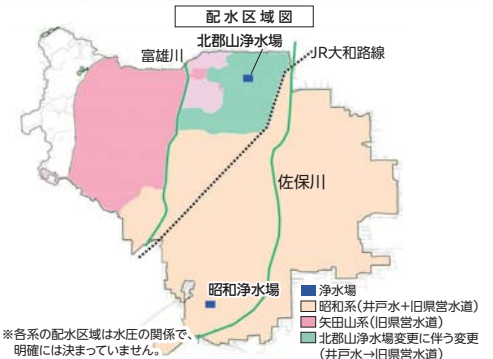 配水区域図
北郡山浄水場
富雄川
JR大和路線
佐保川
昭和浄水場
浄水場
昭和系(井戸水+旧県営水道)
矢田山系(旧県営水道)
北郡山浄水場変更に伴う変更
(井戸水→旧県営水道)
※各系の配水区域は水圧の関係で、
明確には決まっていません。